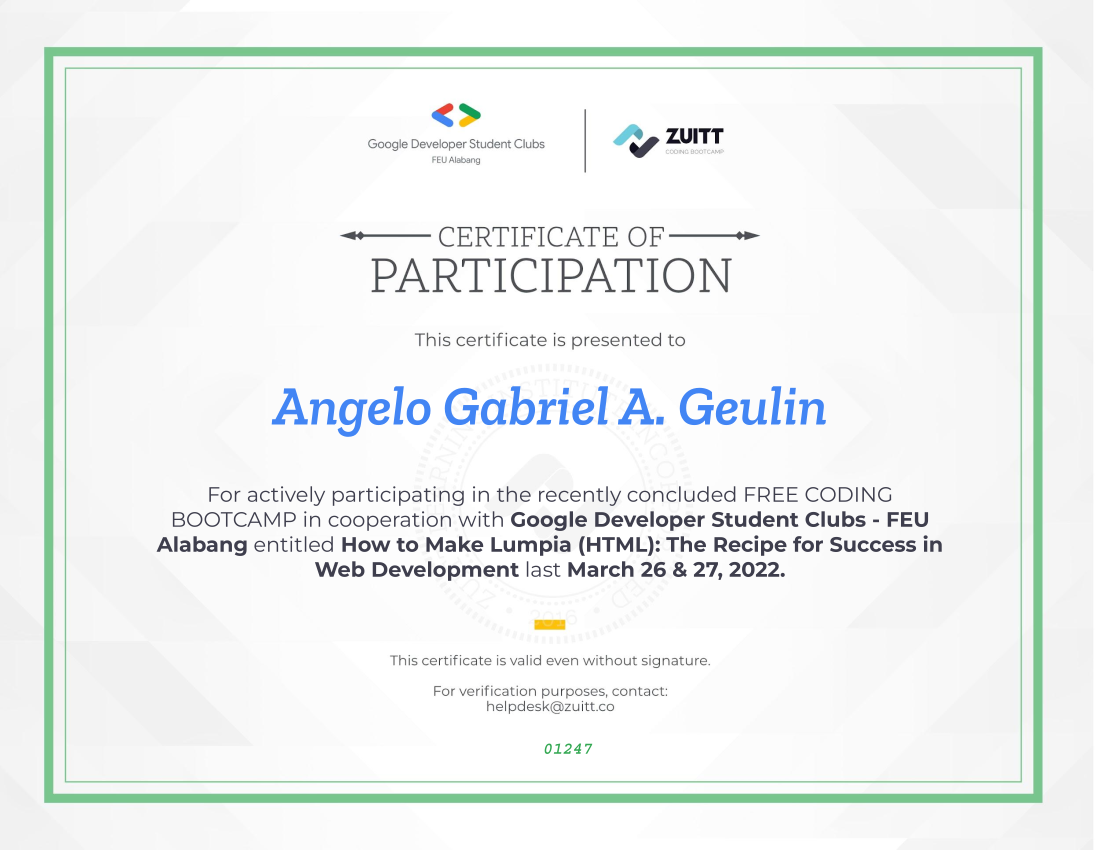 Google Developer Student Clubs
FEU Alabang
ZUITT
CODING BOOTCAMP
CERTIFICATE OF
PARTICIPATION
This certificate is presented to
Angelo Gabriel A. Geulin
For actively participating in the recently concluded FREE CODING
BOOTCAMP in cooperation with Google Developer Student Clubs - FEU
Alabang entitled How to Make Lumpia (HTML): The Recipe for Success in
Web Development last March 26 & 27, 2022.
2016
This certificate is valid even without signature.
For verification purposes, contact:
helpdesk@zuitt.co
01247